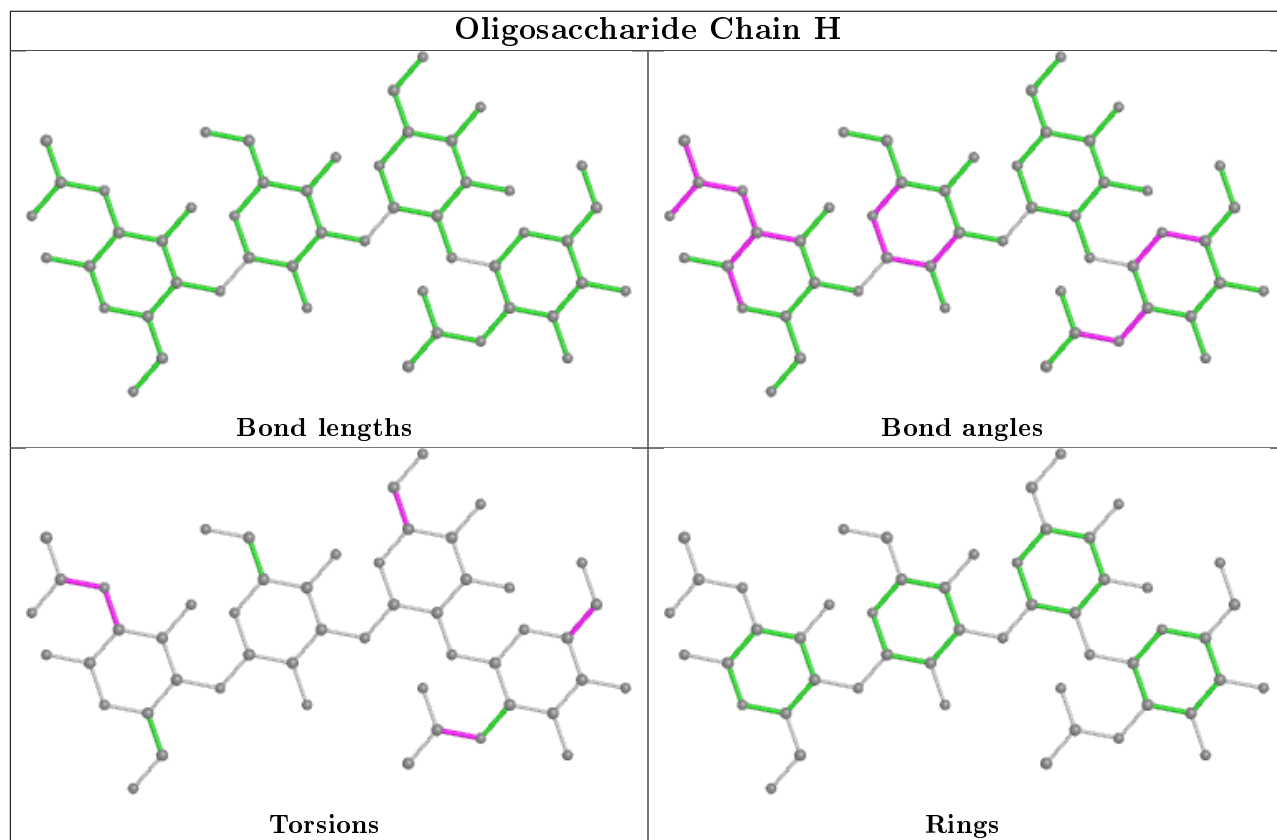 Oligosaccharide Chain H
Bond lengths
Bond angles
Torsions
Rings